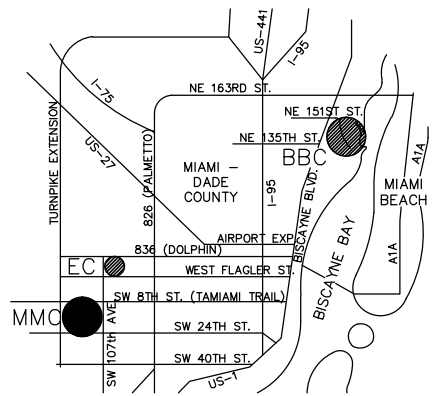 US-441
I-95
I-75
NE 163RD ST.
NE 151ST ST.
NE 135TH ST.
BBC
TURNPIKE EXTENSION
US-27
826 (PALMETTO)
MIAMI –
DADE
COUNTY
I-95
BISCAYNE BLVD.
A1A
MIAMI
BEACH
AIRPORT EXP.
836 (DOLPHIN)
BISCAYNE BAY
A1A
EC
WEST FLAGLER ST.
SW 8TH ST. (TAMIAMI TRAIL)
MMC
SW 107th AVE
SW 24TH ST.
SW 40TH ST.
US-1